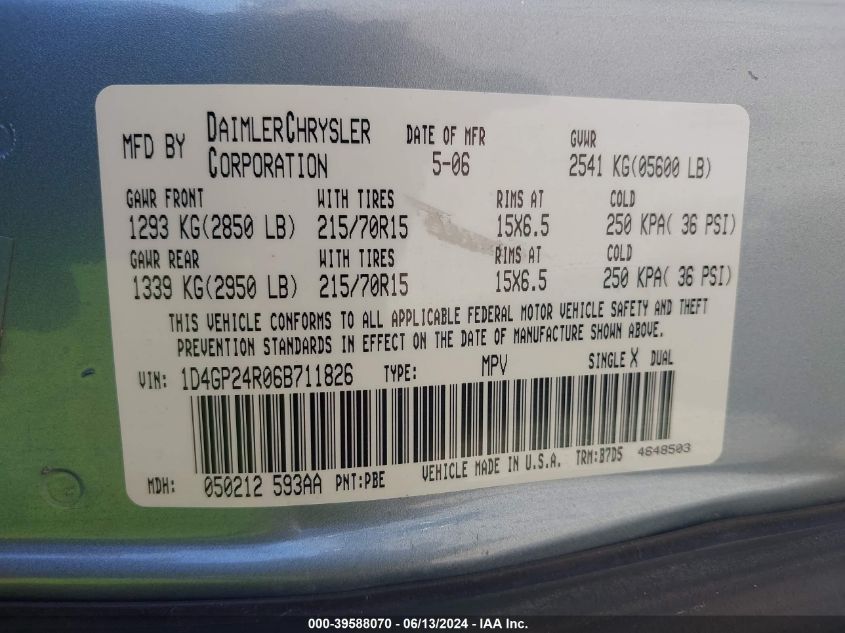 MFD BY DAIMLERCHRYSLER CORPORATION DATE OF MFR 5-06 GVWR 2541 KG(05600 LB)
GAWR FRONT WITH TIRES RIMS AT COLD
1293 KG(2850 LB) 215/70R15 15X6.5 250 KPA( 36 PSI)
GAWR REAR WITH TIRES RIMS AT COLD
1339 KG(2950 LB) 215/70R15 15X6.5 250 KPA( 36 PSI)
THIS VEHICLE CONFORMS TO ALL APPLICABLE FEDERAL MOTOR VEHICLE SAFETY AND THEFT
PREVENTION STANDARDS IN EFFECT ON THE DATE OF MANUFACTURE SHOWN ABOVE.
VIN: 1D4GP24R06B711826 TYPE: MPV SINGLE X DUAL
MDH: 050212 593AA PNT:PBE VEHICLE MADE IN U.S.A. TRM:B7D5 4648503
000-39588070 - 06/13/2024 - IAA Inc.